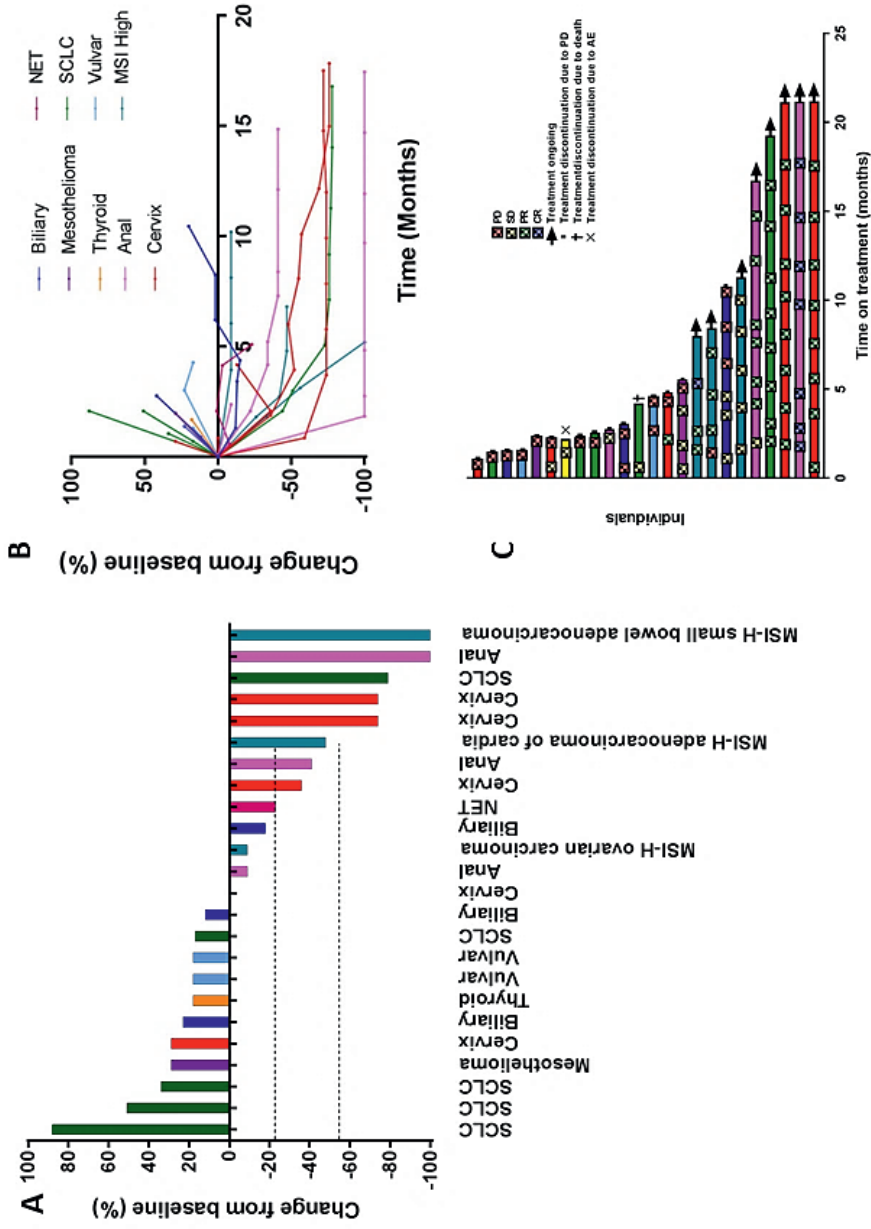 A
Change from baseline (%)
100
80
60
40
20
0
-20
-40
-60
-80
-100
SCLC
SCLC
SCLC
Mesothelioma
Cervix
Biliary
Thyroid
Vulvar
Vulvar
SCLC
Biliary
Cervix
Anal
MSI-H ovarian carcinoma
Biliary
NET
Cervix
Anal
MSI-H adenocarcinoma of cardia
Cervix
Cervix
SCLC
Anal
MSI-H small bowel adenocarcinoma
B
Change from baseline (%)
100
50
0
-50
-100
5
10
15
20
Time (Months)
Biliary
Mesothelioma
Thyroid
Anal
Cervix
NET
SCLC
Vulvar
MSI High
C
Individuals
PD
SD
PR
CR
Treatment ongoing
Treatment discontinuation due to PD
Treatmentdiscontinuation due to death
Treatment discontinuation due to AE
0
5
10
15
20
25
Time on treatment (months)